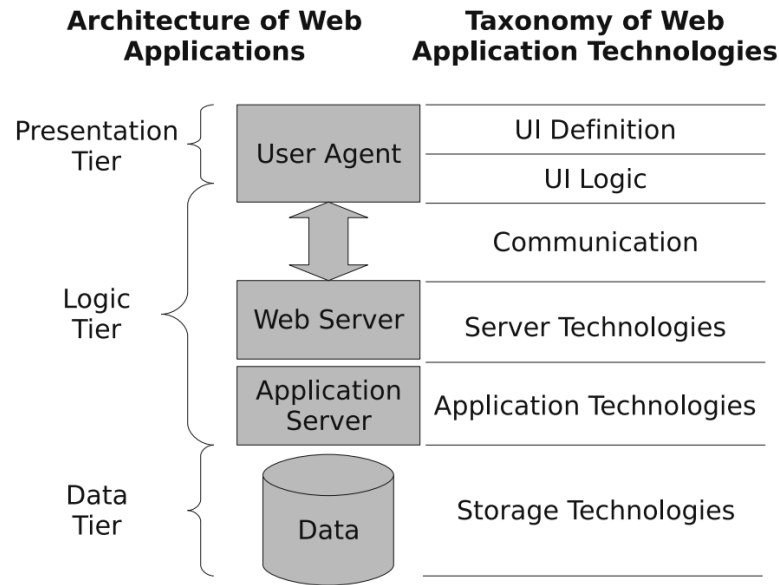 Architecture of Web
Applications
Taxonomy of Web
Application Technologies
Presentation
Tier
User Agent
UI Definition
UI Logic
Communication
Logic
Tier
Web Server
Server Technologies
Application
Server
Application Technologies
Data
Tier
Data
Storage Technologies